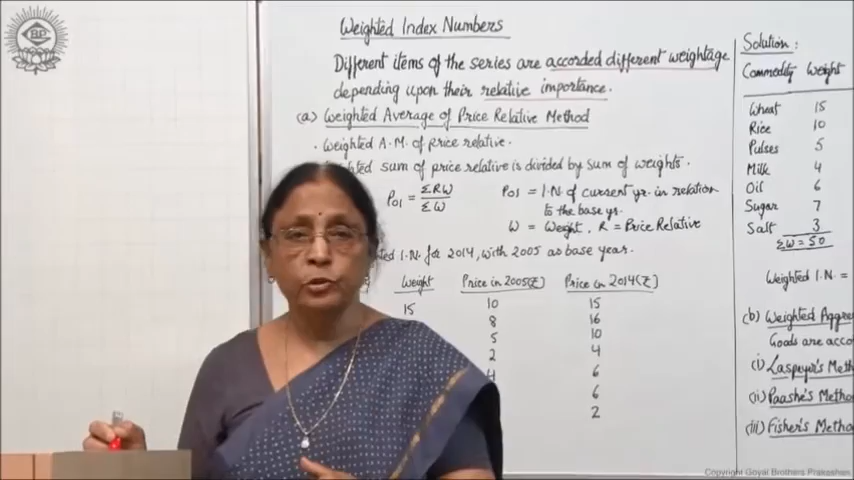 BP
Weighted Index Numbers
Different items of the series are accorded different weightage
depending upon their relative importance.
(a) Weighted Average of Price Relative Method
. Weighted A.M. of price relative.
sum of price relative is divided by sum of weights.
P01 = ΣRW / ΣW
P01 = I.N. of current yr. in relation
to the base yr.
W = Weight, R = Price Relative
I.N. for 2014, with 2005 as base year.
Weight Price in 2005(₹) Price in 2014(₹)
15 10 15
8 16
5 10
2 4
4 6
6
2
Solution:
Commodity Weight
Wheat 15
Rice 10
Pulses 5
Milk 4
Oil 6
Sugar 7
Salt 3
ΣW = 50
Weighted I.N. =
(b) Weighted
Goods are
(i) Laspeyer's
(ii) Paashe's Metho
(iii) Fisher's Metho
Copyright Goyal Brothers Prakashan